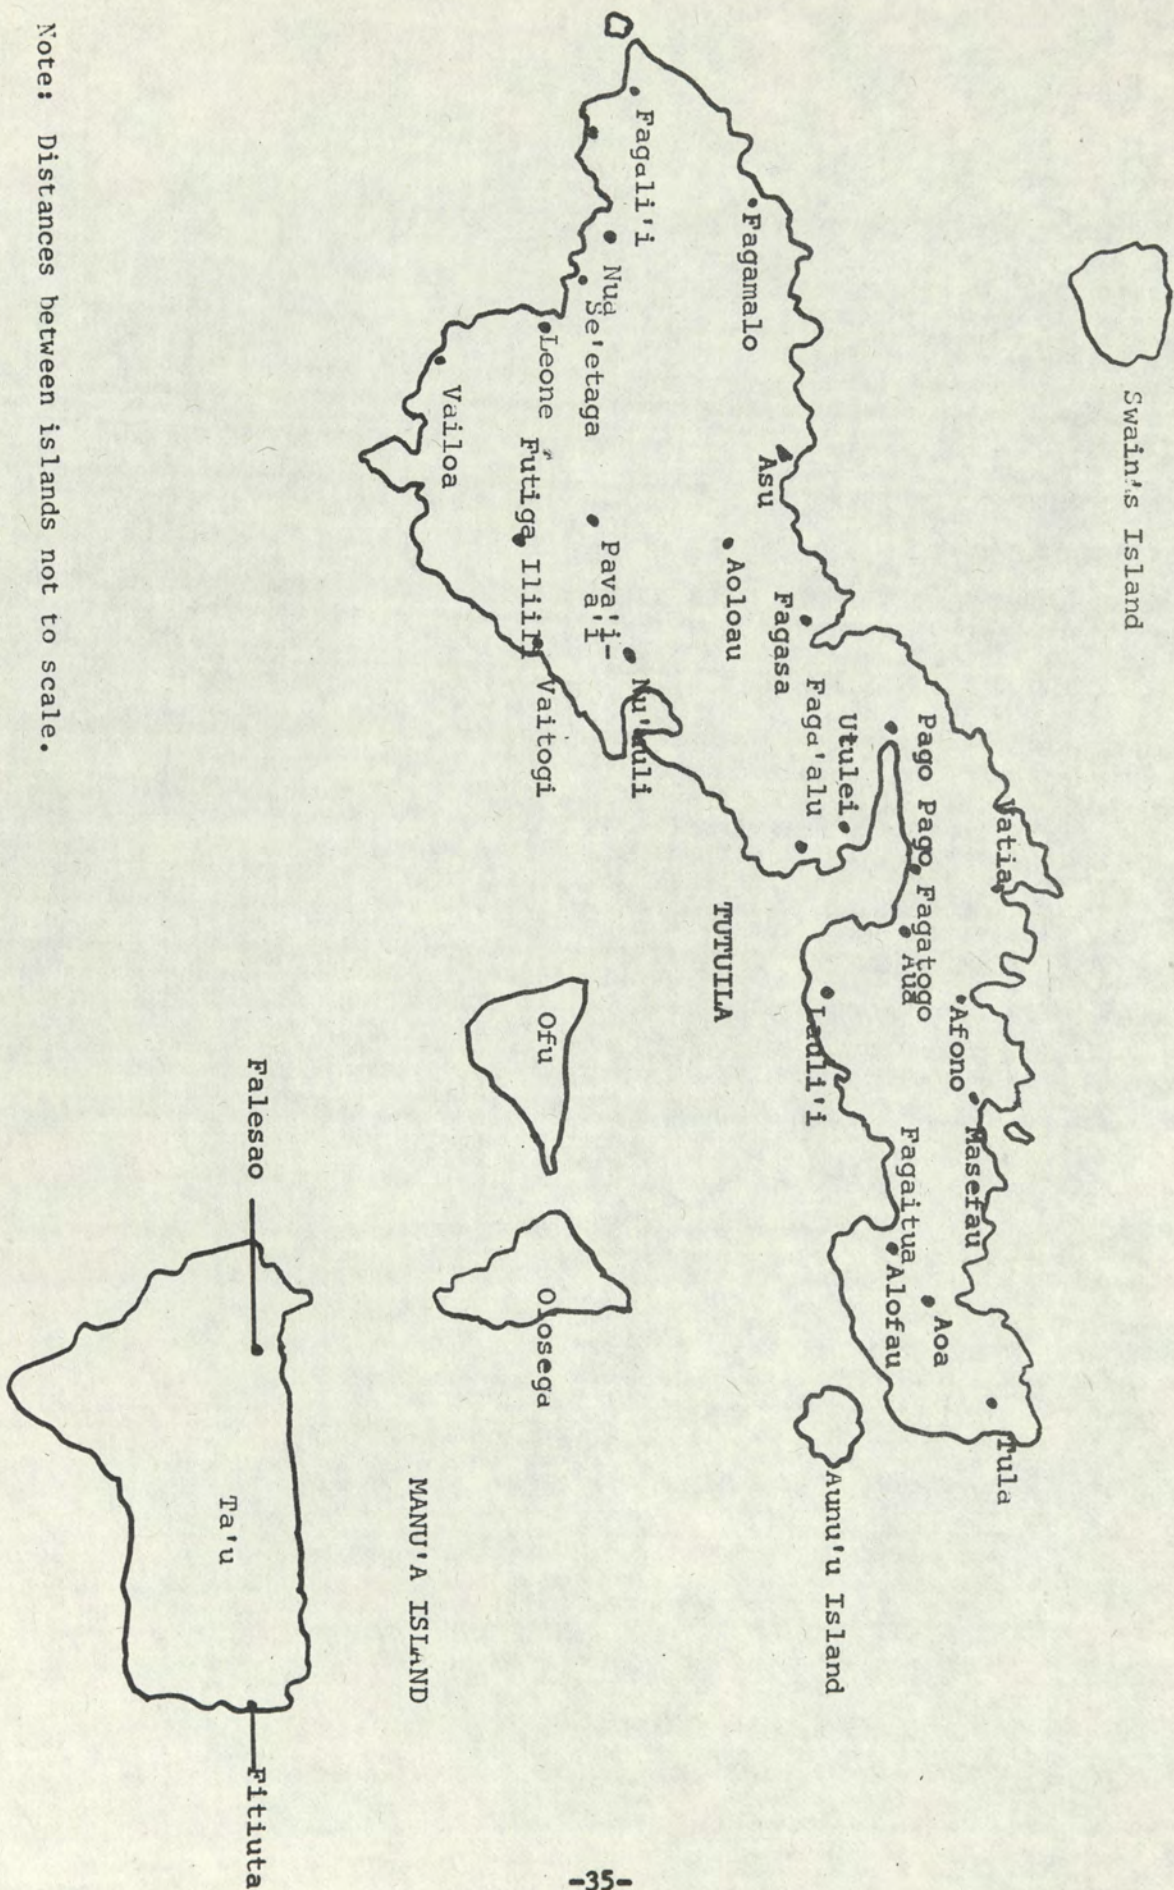 Swain's Island
Vatia
Afono
Masefau
Tula
Pago Pago
Fagatogo
Aua
Aoa
Fagaitua
Alofau
Utulei
Faga'alu
Lauli'i
Aunu'u Island
Fagasa
Asu
Fagamalo
Aoloau
TUTUILA
Fagali'i
Nua
Se'etaga
Pava'i-
a'i
Nu'uuli
Leone
Futiga
Iliili
Vaitogi
Vailoa
Ofu
Olosega
MANU'A ISLAND
Falesao
Ta'u
Fitiuta
Note: Distances between islands not to scale.
-35-